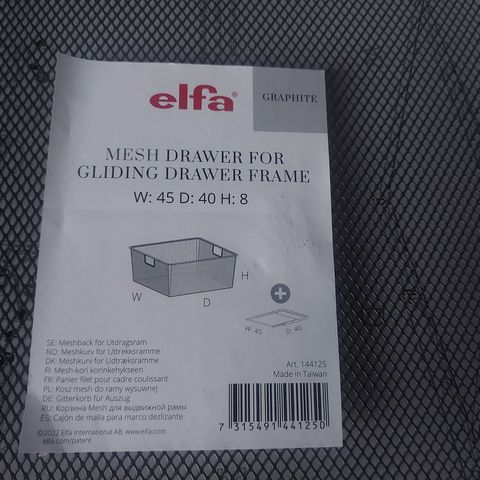 elfa®
GRAPHITE
MESH DRAWER FOR
GLIDING DRAWER FRAME
W: 45 D: 40 H: 8
H
W
D
W: 45
D: 40
SE: Meshback för Utdragsram
NO: Meshkurv for Uttrekksramme
DK: Meshkurv for Udtræksramme
FI: Mesh-kori korinkehykseen
FR: Panier filet pour cadre coulissant
PL: Kosz mesh do ramy wysuwnej
DE: Gitterkorb für Auszug
RU: Корзина Mesh для выдвижной рамы
ES: Cajón de malla para marco dezlizante
Art. 144125
Made In Taiwan
©2022 Elfa International AB. www.elfa.com
elfa.com/patent
7 315491 441250